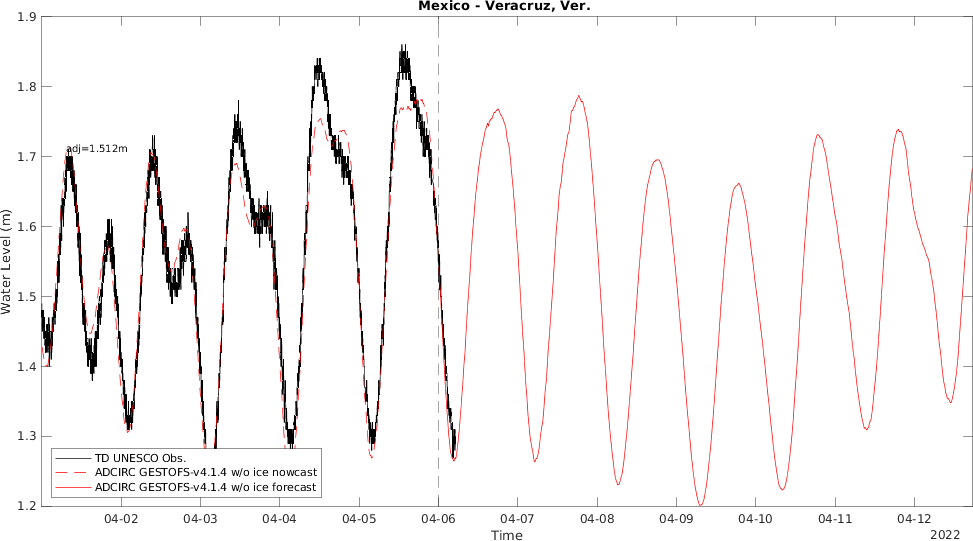 Mexico - Veracruz, Ver.
1.9
1.8
1.7
1.6
1.5
1.4
1.3
1.2
Water Level (m)
adj=1.512m
TD UNESCO Obs.
ADCIRC GESTOFS-v4.1.4 w/o ice nowcast
ADCIRC GESTOFS-v4.1.4 w/o ice forecast
04-02 04-03 04-04 04-05 04-06 04-07 04-08 04-09 04-10 04-11 04-12
Time
2022